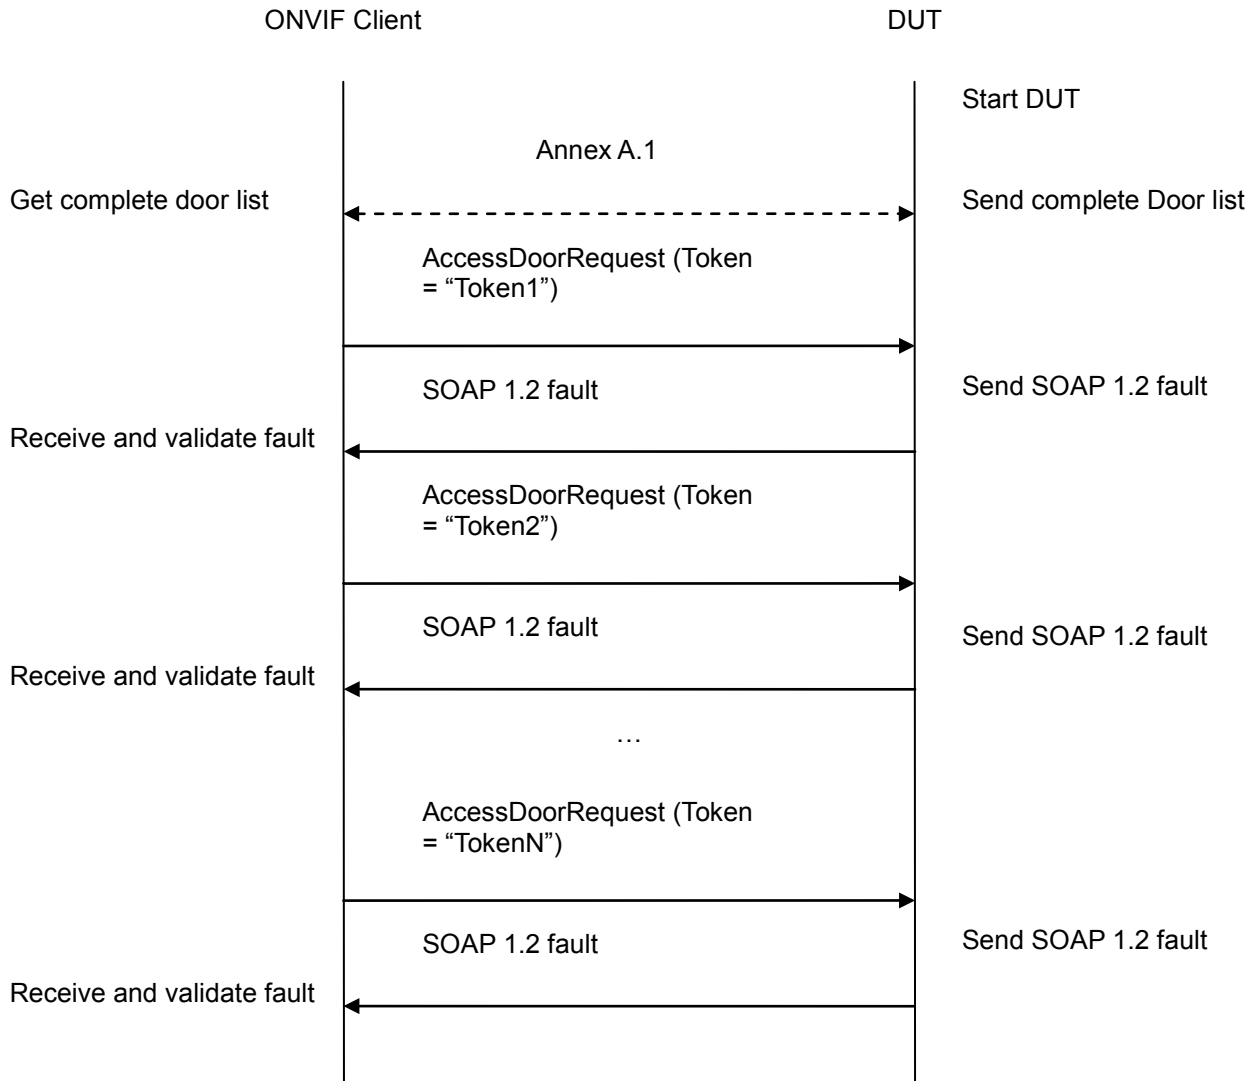 ONVIF Client
DUT
Start DUT
Annex A.1
Get complete door list
Send complete Door list
AccessDoorRequest (Token
= “Token1”)
SOAP 1.2 fault
Send SOAP 1.2 fault
Receive and validate fault
AccessDoorRequest (Token
= “Token2”)
SOAP 1.2 fault
Send SOAP 1.2 fault
Receive and validate fault
…
AccessDoorRequest (Token
= “TokenN”)
SOAP 1.2 fault
Send SOAP 1.2 fault
Receive and validate fault